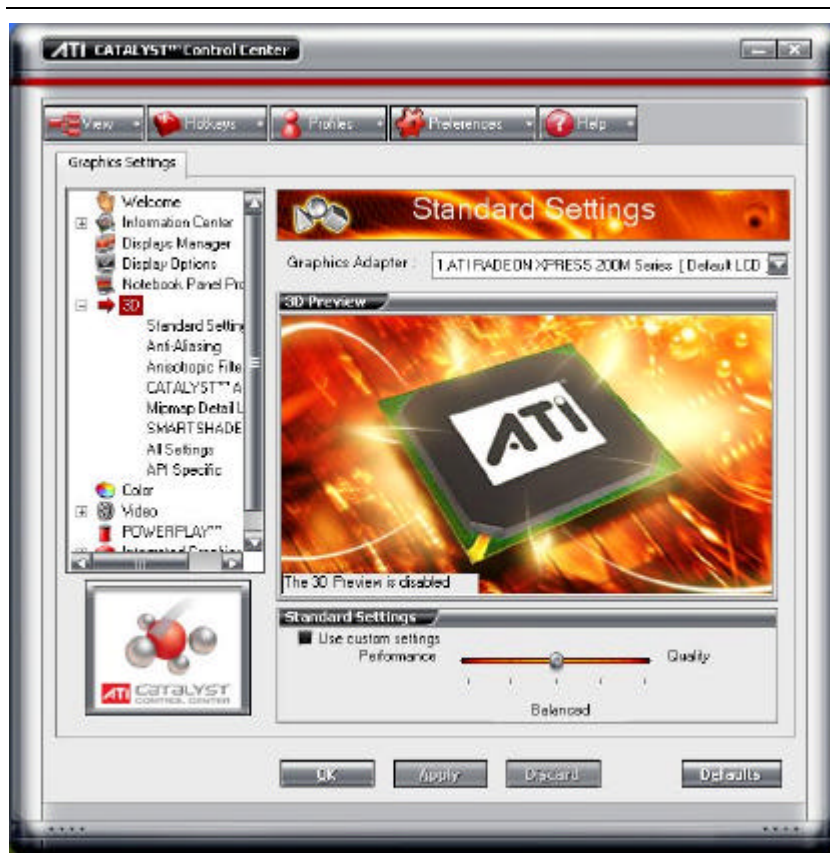 ATI CATALYST™ Control Center
View
Hotkeys
Profiles
Preferences
Help
Graphics Settings
Welcome
Information Center
Displays Manager
Display Options
Notebook Panel Pro
3D
Standard Setting
Anti-Aliasing
Anisotropic Filte
CATALYST™ A
Mipmap Detail L
SMARTSHADE
All Settings
API Specific
Color
Video
POWERPLAY™
Standard Settings
Graphics Adapter :
1.ATI RADEON XPRESS 200M Series [ Default LCD
3D Preview
ATI
The 3D Preview is disabled
Standard Settings
Use custom settings
Performance
Quality
Balanced
ATI CATALYST
CONTROL CENTER
OK
Apply
Discard
Defaults